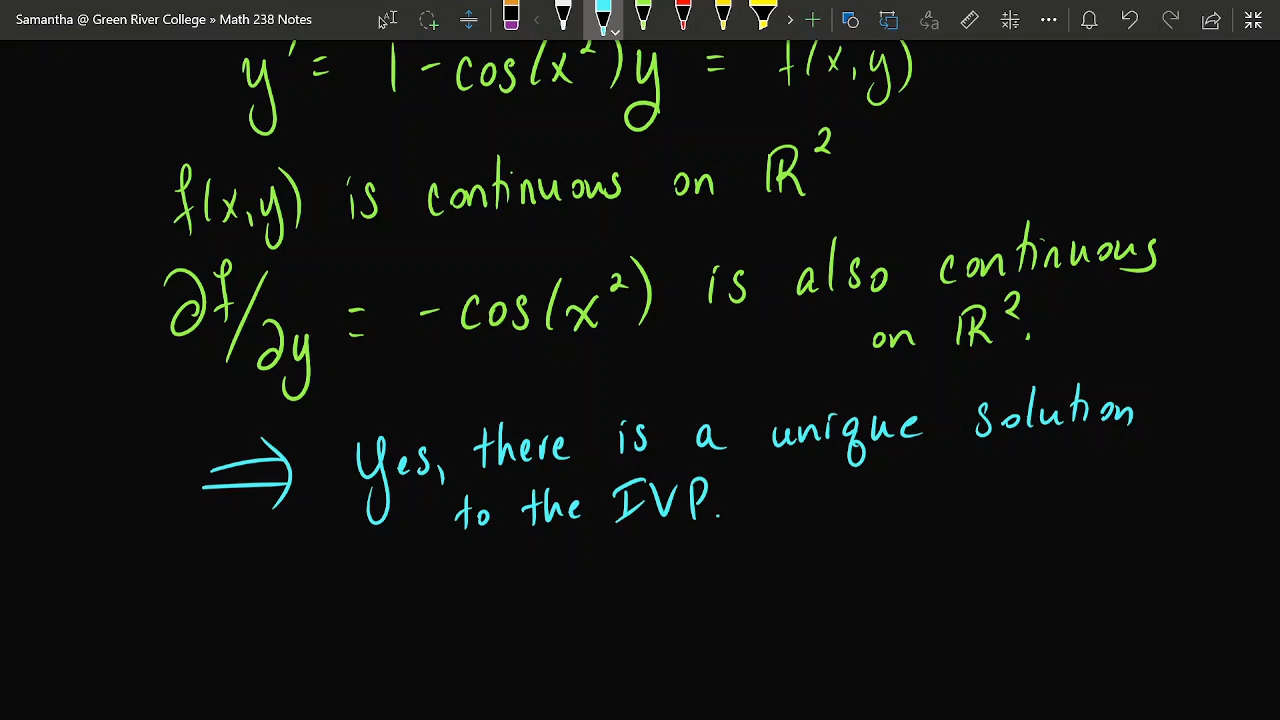 Samantha @ Green River College » Math 238 Notes
y' = 1 - cos(x²)y = f(x,y)
f(x,y) is continuous on ℝ²
∂f/∂y = -cos(x²) is also continuous
on ℝ².
⇒ Yes, there is a unique solution
to the IVP.